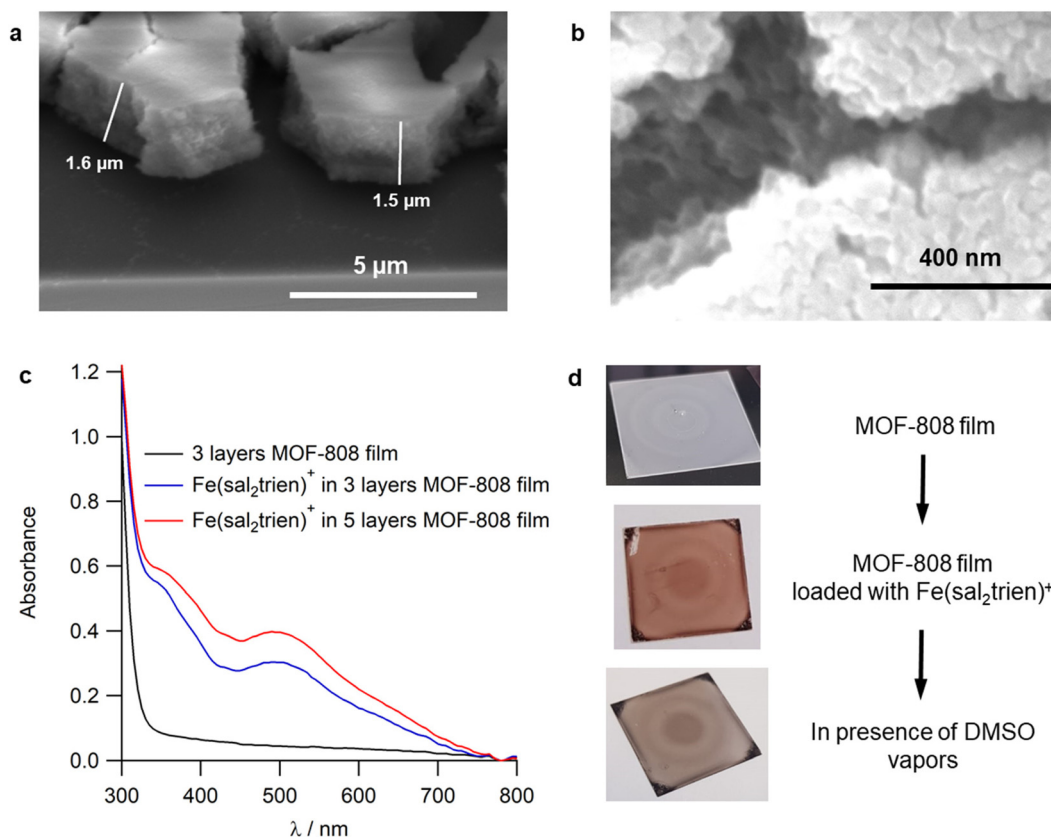 a
1.6 µm
1.5 µm
5 µm
b
400 nm
c
1.2
1.0
0.8
0.6
0.4
0.2
0.0
Absorbance
3 layers MOF-808 film
Fe(sal₂trien)⁺ in 3 layers MOF-808 film
Fe(sal₂trien)⁺ in 5 layers MOF-808 film
300 400 500 600 700 800
λ / nm
d
MOF-808 film
MOF-808 film
loaded with Fe(sal₂trien)⁺
In presence of DMSO
vapors